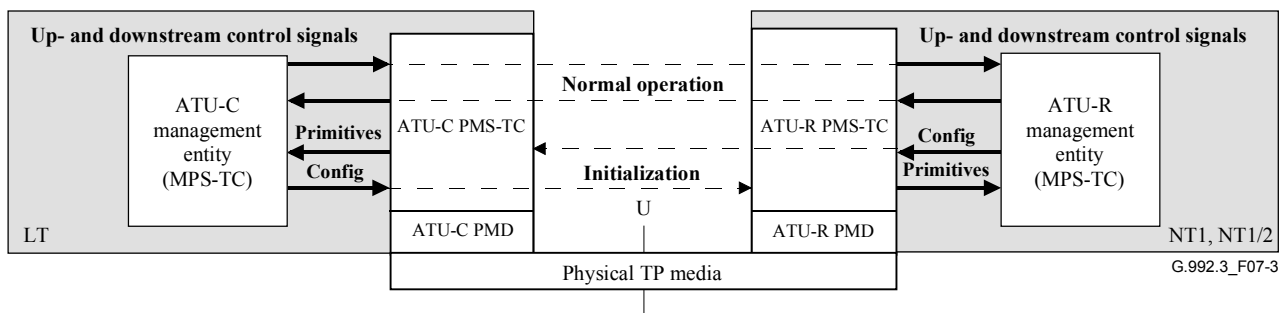 Up- and downstream control signals
ATU-C
management
entity
(MPS-TC)
Primitives
Config
ATU-C PMS-TC
ATU-C PMD
LT
Normal operation
Initialization
U
Physical TP media
Up- and downstream control signals
ATU-R PMS-TC
ATU-R PMD
Config
Primitives
ATU-R
management
entity
(MPS-TC)
NT1, NT1/2
G.992.3_F07-3